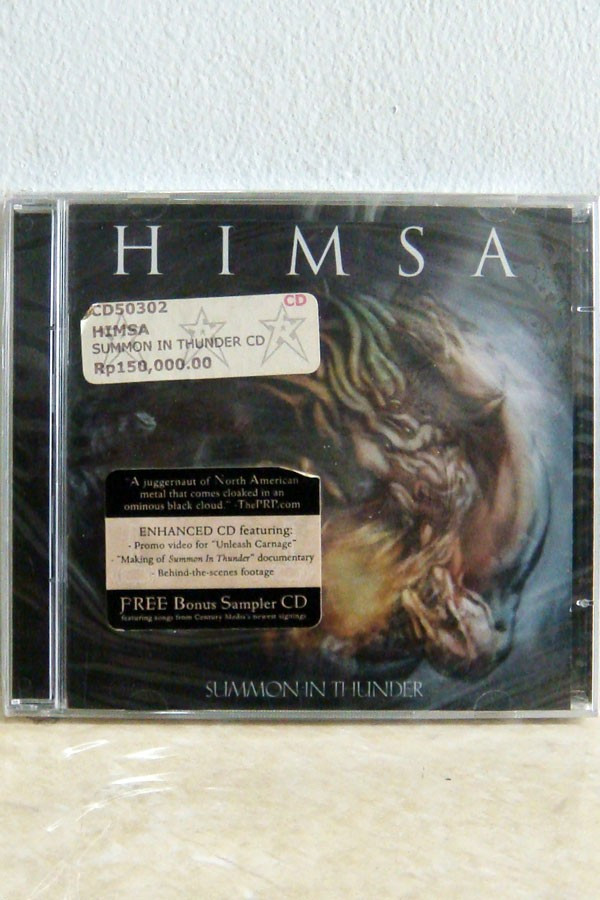 HIMSA
CD50302
CD
HIMSA
SUMMON IN THUNDER CD
Rp150,000.00
"A juggernaut of North American
metal that comes cloaked in an
ominous black cloud." -ThePRP.com
ENHANCED CD featuring:
- Promo video for "Unleash Carnage"
- "Making of Summon In Thunder" documentary
- Behind-the-scenes footage
FREE Bonus Sampler CD
featuring songs from Century Media's newest signings
SUMMON IN THUNDER